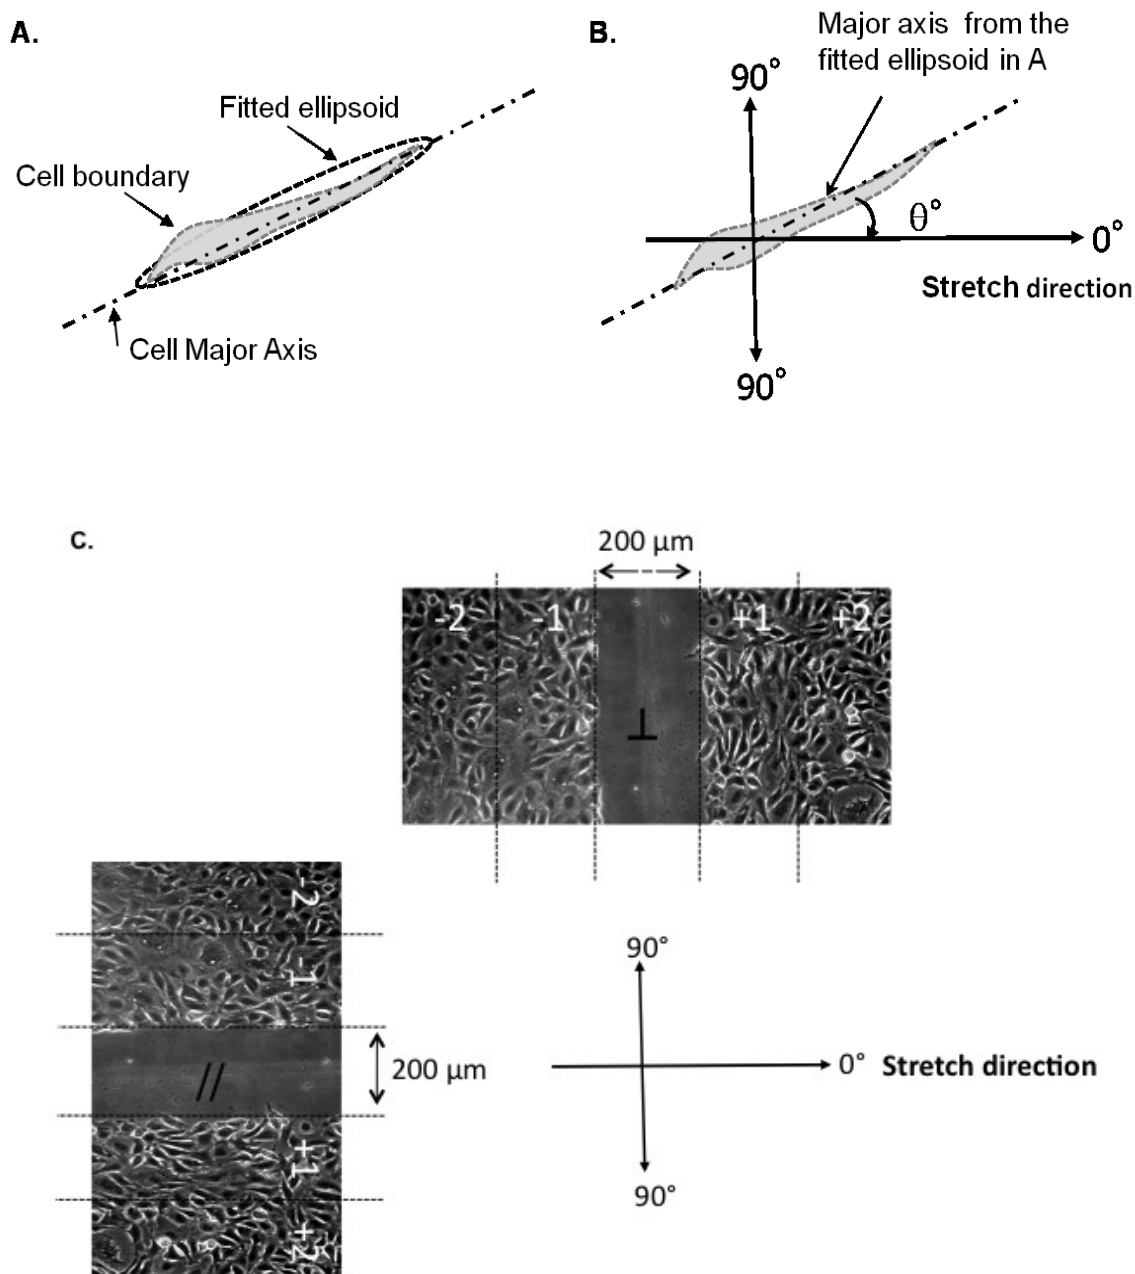 A.
Fitted ellipsoid
Cell boundary
Cell Major Axis
B.
Major axis from the
fitted ellipsoid in A
90°
θ°
0°
Stretch direction
90°
C.
200 μm
-2 -1 +1 +2
⊥
-2
-1
//
200 μm
+1
+2
90°
0° Stretch direction
90°